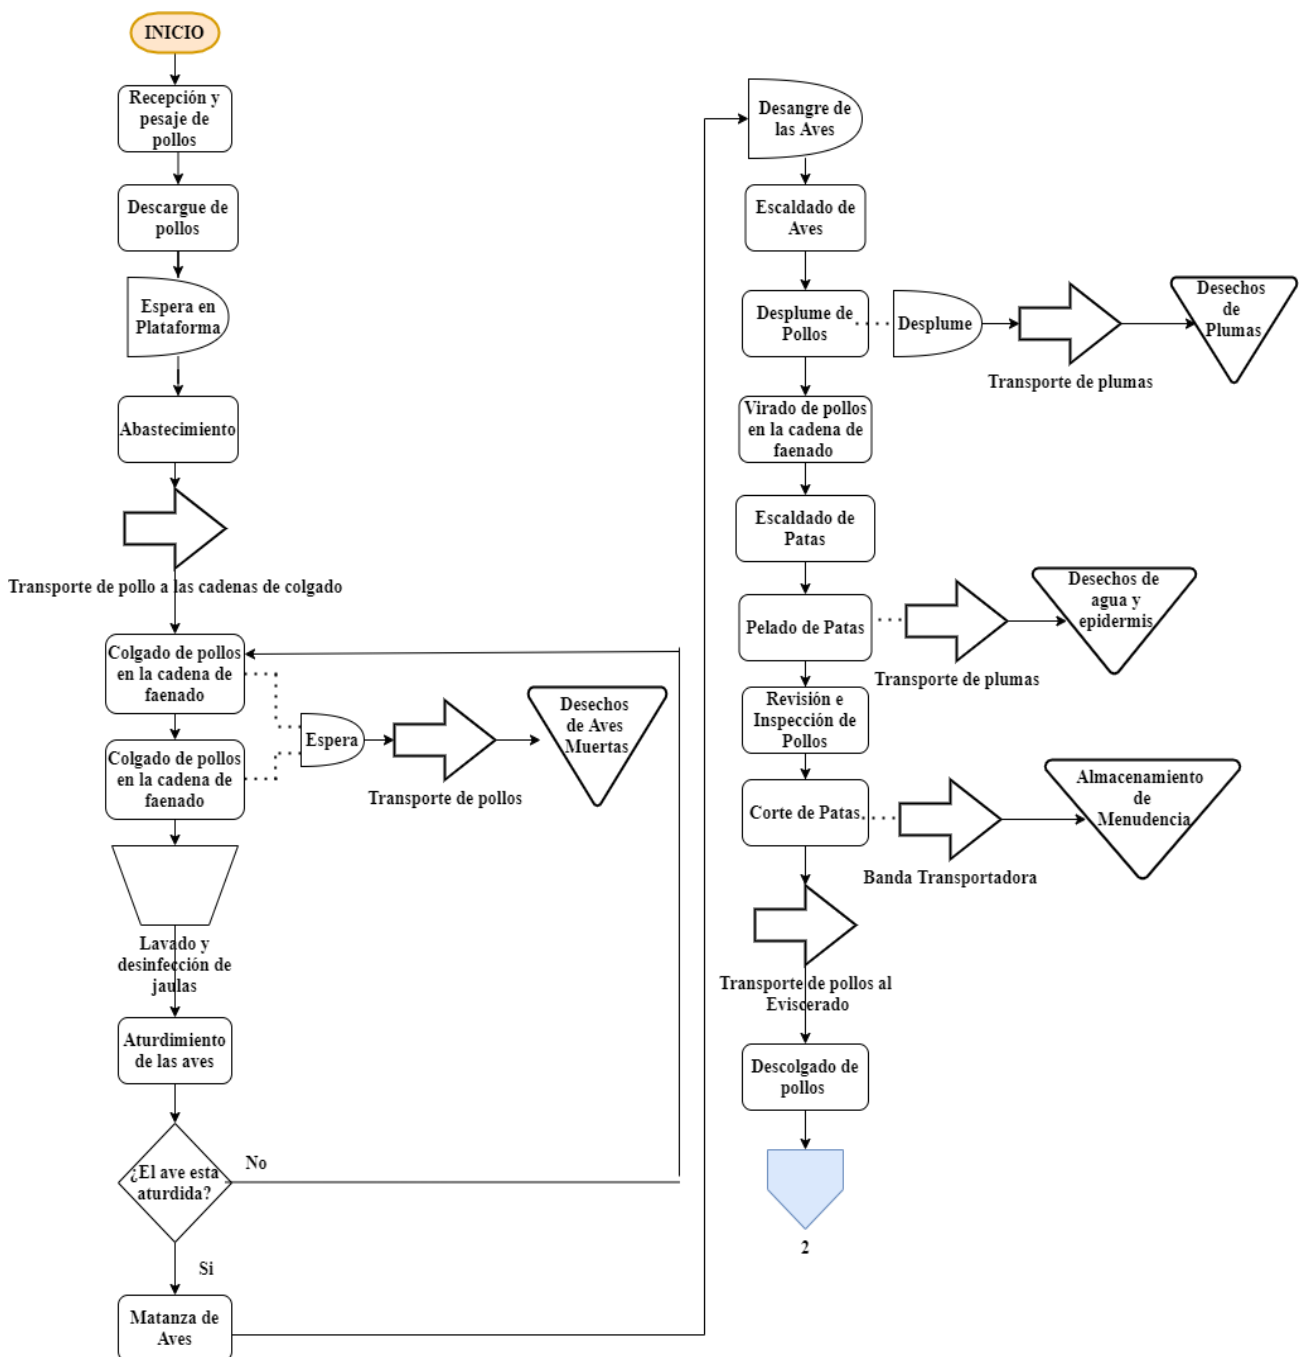 INICIO
Recepción y
pesaje de
pollos
Descargue de
pollos
Espera en
Plataforma
Abastecimiento
Transporte de pollo a las cadenas de colgado
Colgado de pollos
en la cadena de
faenado
Colgado de pollos
en la cadena de
faenado
Espera
Transporte de pollos
Desechos
de Aves
Muertas
Lavado y
desinfección de
jaulas
Aturdimiento
de las aves
¿El ave esta
aturdida?
No
Si
Matanza de
Aves
Desangre de
las Aves
Escaldado de
Aves
Desplume de
Pollos
Desplume
Transporte de plumas
Desechos
de
Plumas
Virado de pollos
en la cadena de
faenado
Escaldado de
Patas
Pelado de Patas
Transporte de plumas
Desechos de
agua y
epidermis
Revisión e
Inspección de
Pollos
Corte de Patas
Banda Transportadora
Almacenamiento
de
Menudencia
Transporte de pollos al
Eviscerado
Descolgado de
pollos
2